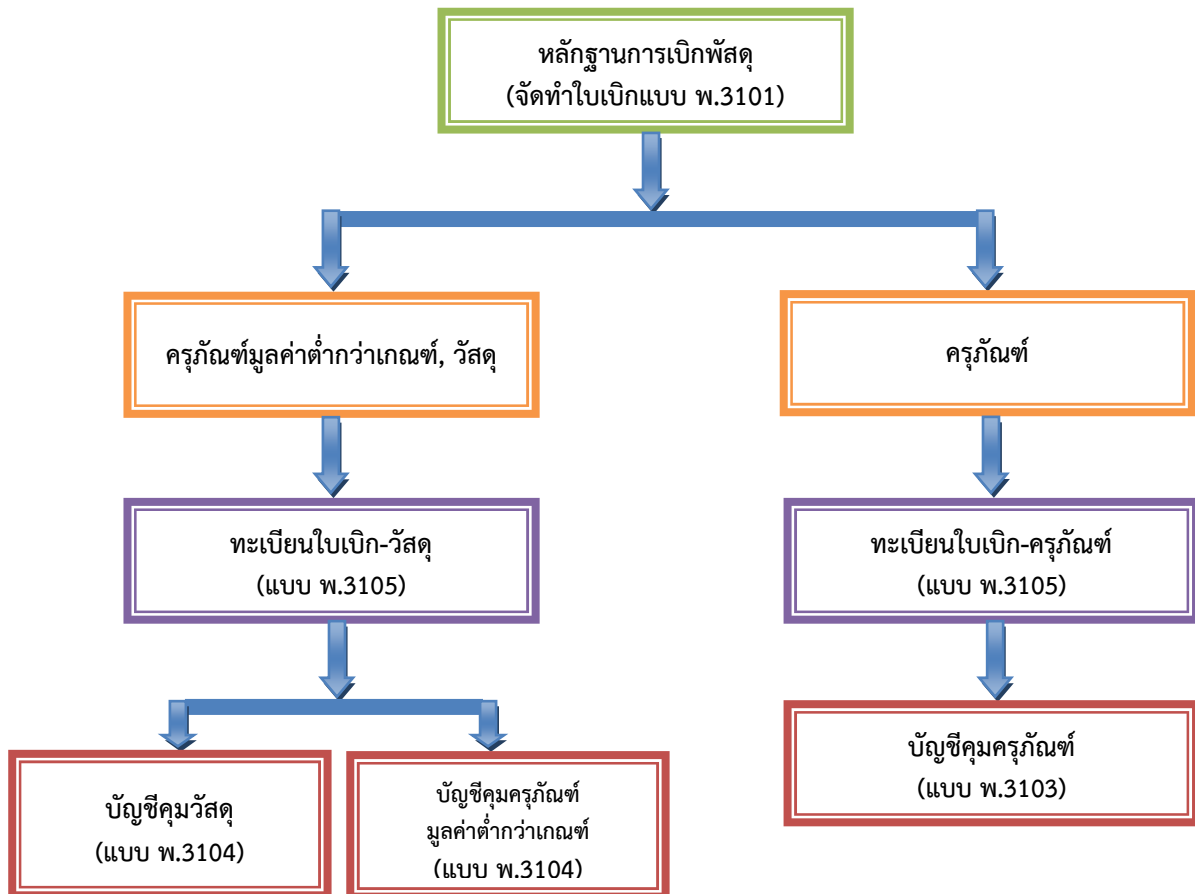 หลักฐานการเบิกพัสดุ
(จัดทำใบเบิกแบบ พ.3101)
ครุภัณฑ์มูลค่าต่ำกว่าเกณฑ์, วัสดุ
ครุภัณฑ์
ทะเบียนใบเบิก-วัสดุ
(แบบ พ.3105)
ทะเบียนใบเบิก-ครุภัณฑ์
(แบบ พ.3105)
บัญชีคุมวัสดุ
(แบบ พ.3104)
บัญชีคุมครุภัณฑ์
มูลค่าต่ำกว่าเกณฑ์
(แบบ พ.3104)
บัญชีคุมครุภัณฑ์
(แบบ พ.3103)